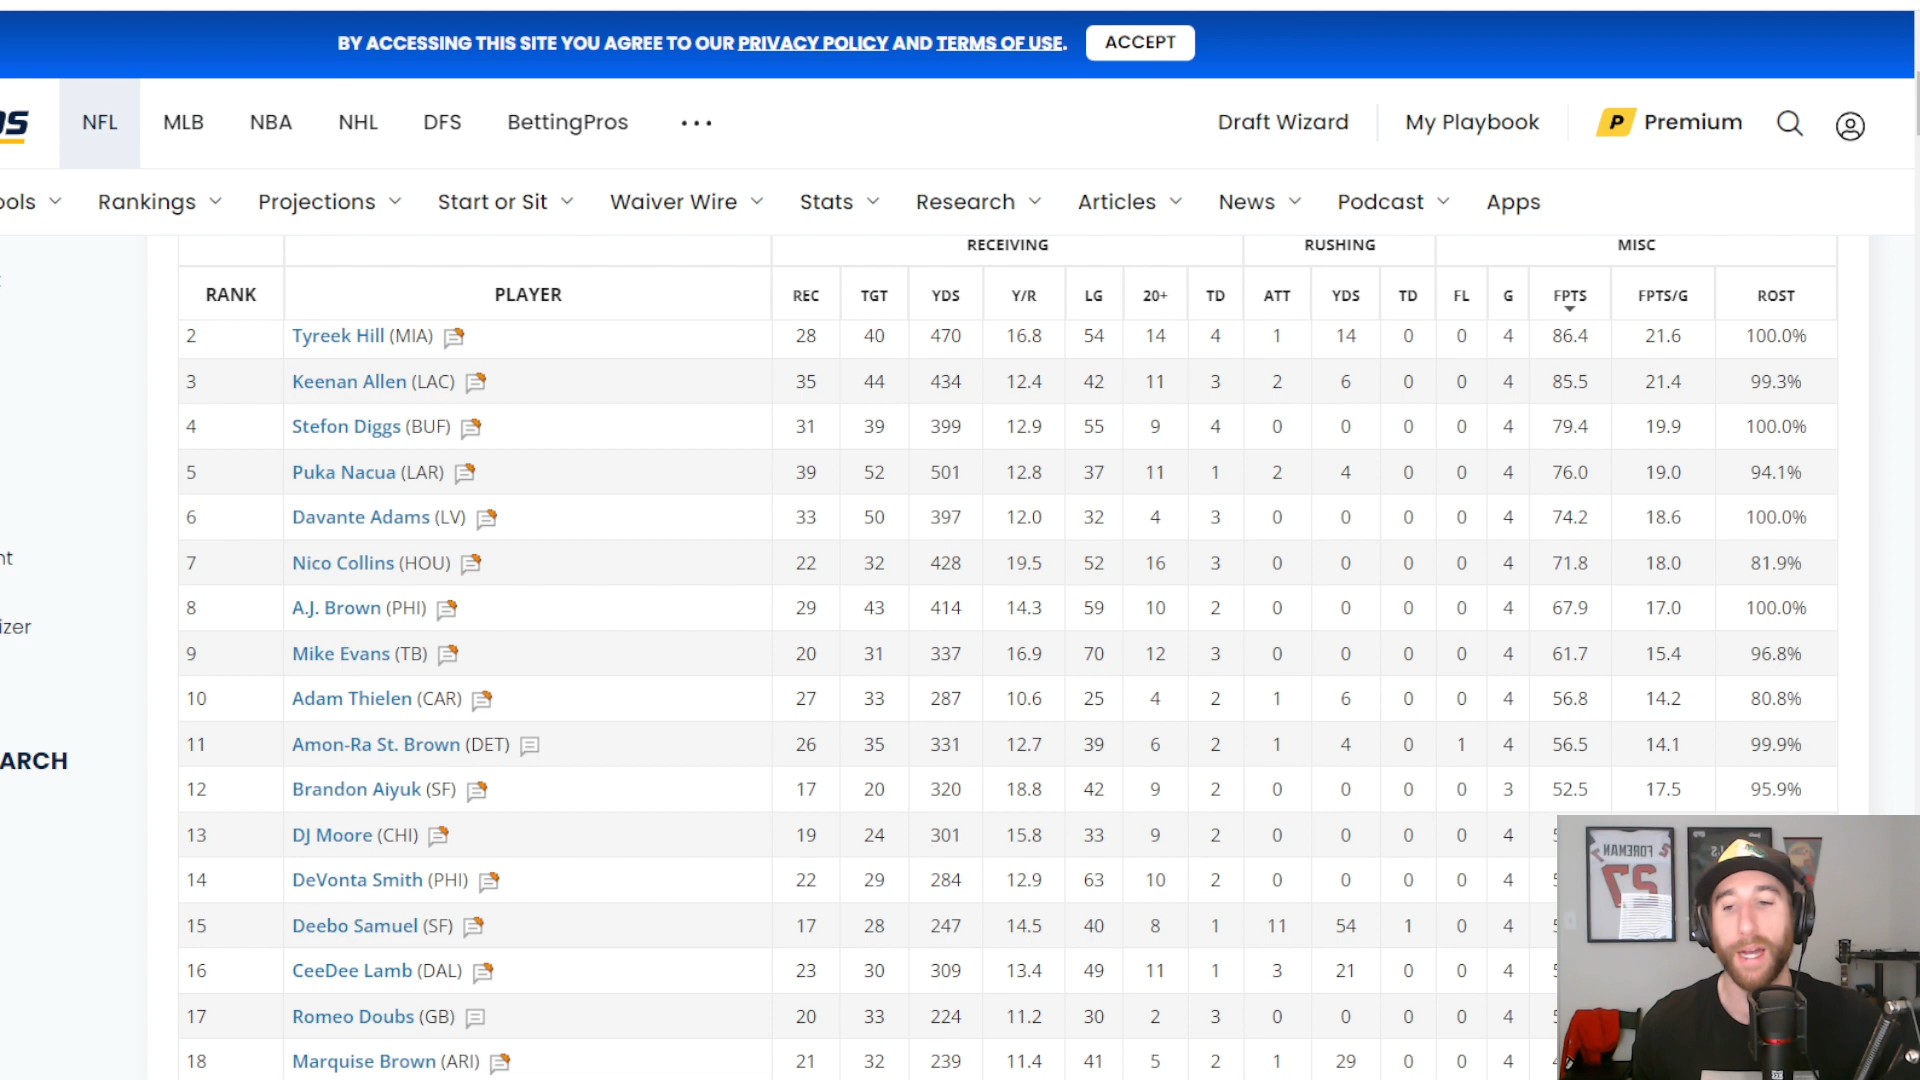 BY ACCESSING THIS SITE YOU AGREE TO OUR PRIVACY POLICY AND TERMS OF USE. ACCEPT
OS NFL MLB NBA NHL DFS BettingPros ... Draft Wizard My Playbook P Premium
ools Rankings Projections Start or Sit Waiver Wire Stats Research Articles News Podcast Apps
RECEIVING RUSHING MISC
RANK PLAYER REC TGT YDS Y/R LG 20+ TD ATT YDS TD FL G FPTS FPTS/G ROST
2 Tyreek Hill (MIA) 28 40 470 16.8 54 14 4 1 14 0 0 4 86.4 21.6 100.0%
3 Keenan Allen (LAC) 35 44 434 12.4 42 11 3 2 6 0 0 4 85.5 21.4 99.3%
4 Stefon Diggs (BUF) 31 39 399 12.9 55 9 4 0 0 0 0 4 79.4 19.9 100.0%
5 Puka Nacua (LAR) 39 52 501 12.8 37 11 1 2 4 0 0 4 76.0 19.0 94.1%
6 Davante Adams (LV) 33 50 397 12.0 32 4 3 0 0 0 0 4 74.2 18.6 100.0%
nt
7 Nico Collins (HOU) 22 32 428 19.5 52 16 3 0 0 0 0 4 71.8 18.0 81.9%
8 A.J. Brown (PHI) 29 43 414 14.3 59 10 2 0 0 0 0 4 67.9 17.0 100.0%
izer
9 Mike Evans (TB) 20 31 337 16.9 70 12 3 0 0 0 0 4 61.7 15.4 96.8%
10 Adam Thielen (CAR) 27 33 287 10.6 25 4 2 1 6 0 0 4 56.8 14.2 80.8%
ARCH
11 Amon-Ra St. Brown (DET) 26 35 331 12.7 39 6 2 1 4 0 1 4 56.5 14.1 99.9%
12 Brandon Aiyuk (SF) 17 20 320 18.8 42 9 2 0 0 0 0 3 52.5 17.5 95.9%
13 DJ Moore (CHI) 19 24 301 15.8 33 9 2 0 0 0 0 4
14 DeVonta Smith (PHI) 22 29 284 12.9 63 10 2 0 0 0 0 4
15 Deebo Samuel (SF) 17 28 247 14.5 40 8 1 11 54 1 0 4
16 CeeDee Lamb (DAL) 23 30 309 13.4 49 11 1 3 21 0 0 4
17 Romeo Doubs (GB) 20 33 224 11.2 30 2 3 0 0 0 0 4
18 Marquise Brown (ARI) 21 32 239 11.4 41 5 2 1 29 0 0 4
FOREMAN
27